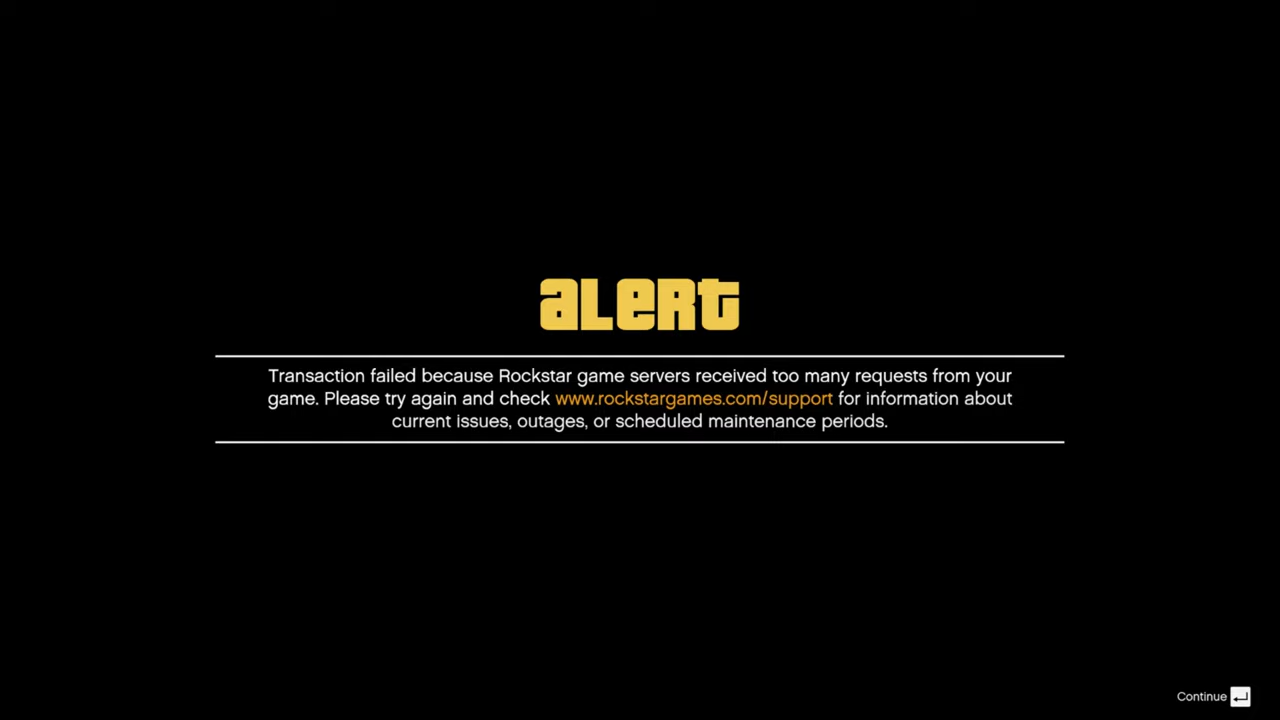 aLeRt
Transaction failed because Rockstar game servers received too many requests from your
game. Please try again and check www.rockstargames.com/support for information about
current issues, outages, or scheduled maintenance periods.
Continue